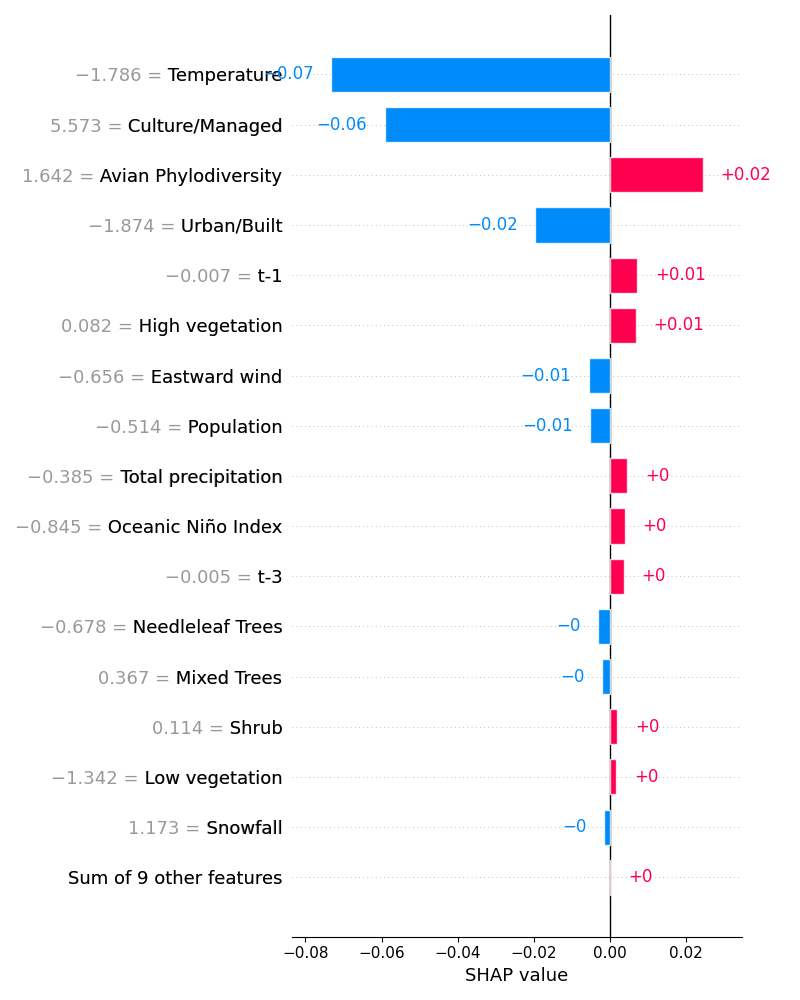 −1.786 = Temperature −0.07
5.573 = Culture/Managed −0.06
1.642 = Avian Phylodiversity +0.02
−1.874 = Urban/Built −0.02
−0.007 = t-1 +0.01
0.082 = High vegetation +0.01
−0.656 = Eastward wind −0.01
−0.514 = Population −0.01
−0.385 = Total precipitation +0
−0.845 = Oceanic Niño Index +0
−0.005 = t-3 +0
−0.678 = Needleleaf Trees −0
0.367 = Mixed Trees −0
0.114 = Shrub +0
−1.342 = Low vegetation +0
1.173 = Snowfall −0
Sum of 9 other features +0
−0.08 −0.06 −0.04 −0.02 0.00 0.02
SHAP value